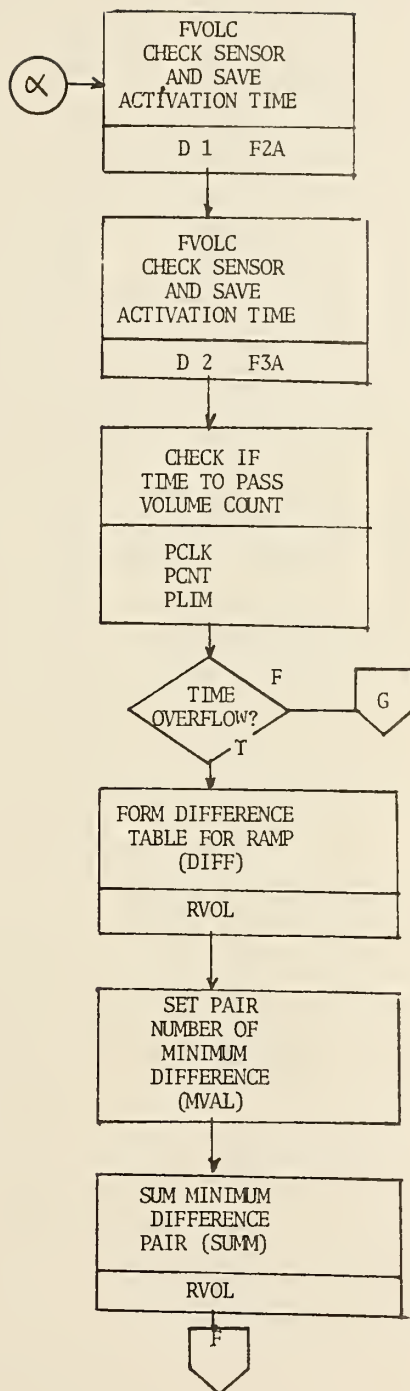 FVOLC
CHECK SENSOR
AND SAVE
ACTIVATION TIME
α
D 1 F2A
FVOLC
CHECK SENSOR
AND SAVE
ACTIVATION TIME
D 2 F3A
CHECK IF
TIME TO PASS
VOLUME COUNT
PCLK
PCNT
PLIM
F
TIME
OVERFLOW?
G
T
FORM DIFFERENCE
TABLE FOR RAMP
(DIFF)
RVOL
SET PAIR
NUMBER OF
MINIMUM
DIFFERENCE
(MVAL)
SUM MINIMUM
DIFFERENCE
PAIR (SUMM)
RVOL
F